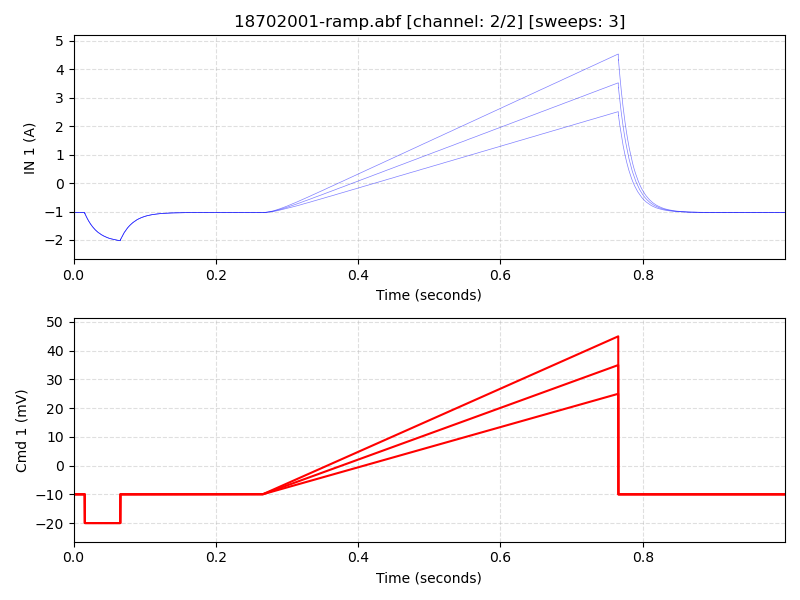 18702001-ramp.abf [channel: 2/2] [sweeps: 3]
5
4
3
2
1
0
−1
−2
IN 1 (A)
0.0 0.2 0.4 0.6 0.8
Time (seconds)
50
40
30
20
10
0
−10
−20
Cmd 1 (mV)
0.0 0.2 0.4 0.6 0.8
Time (seconds)